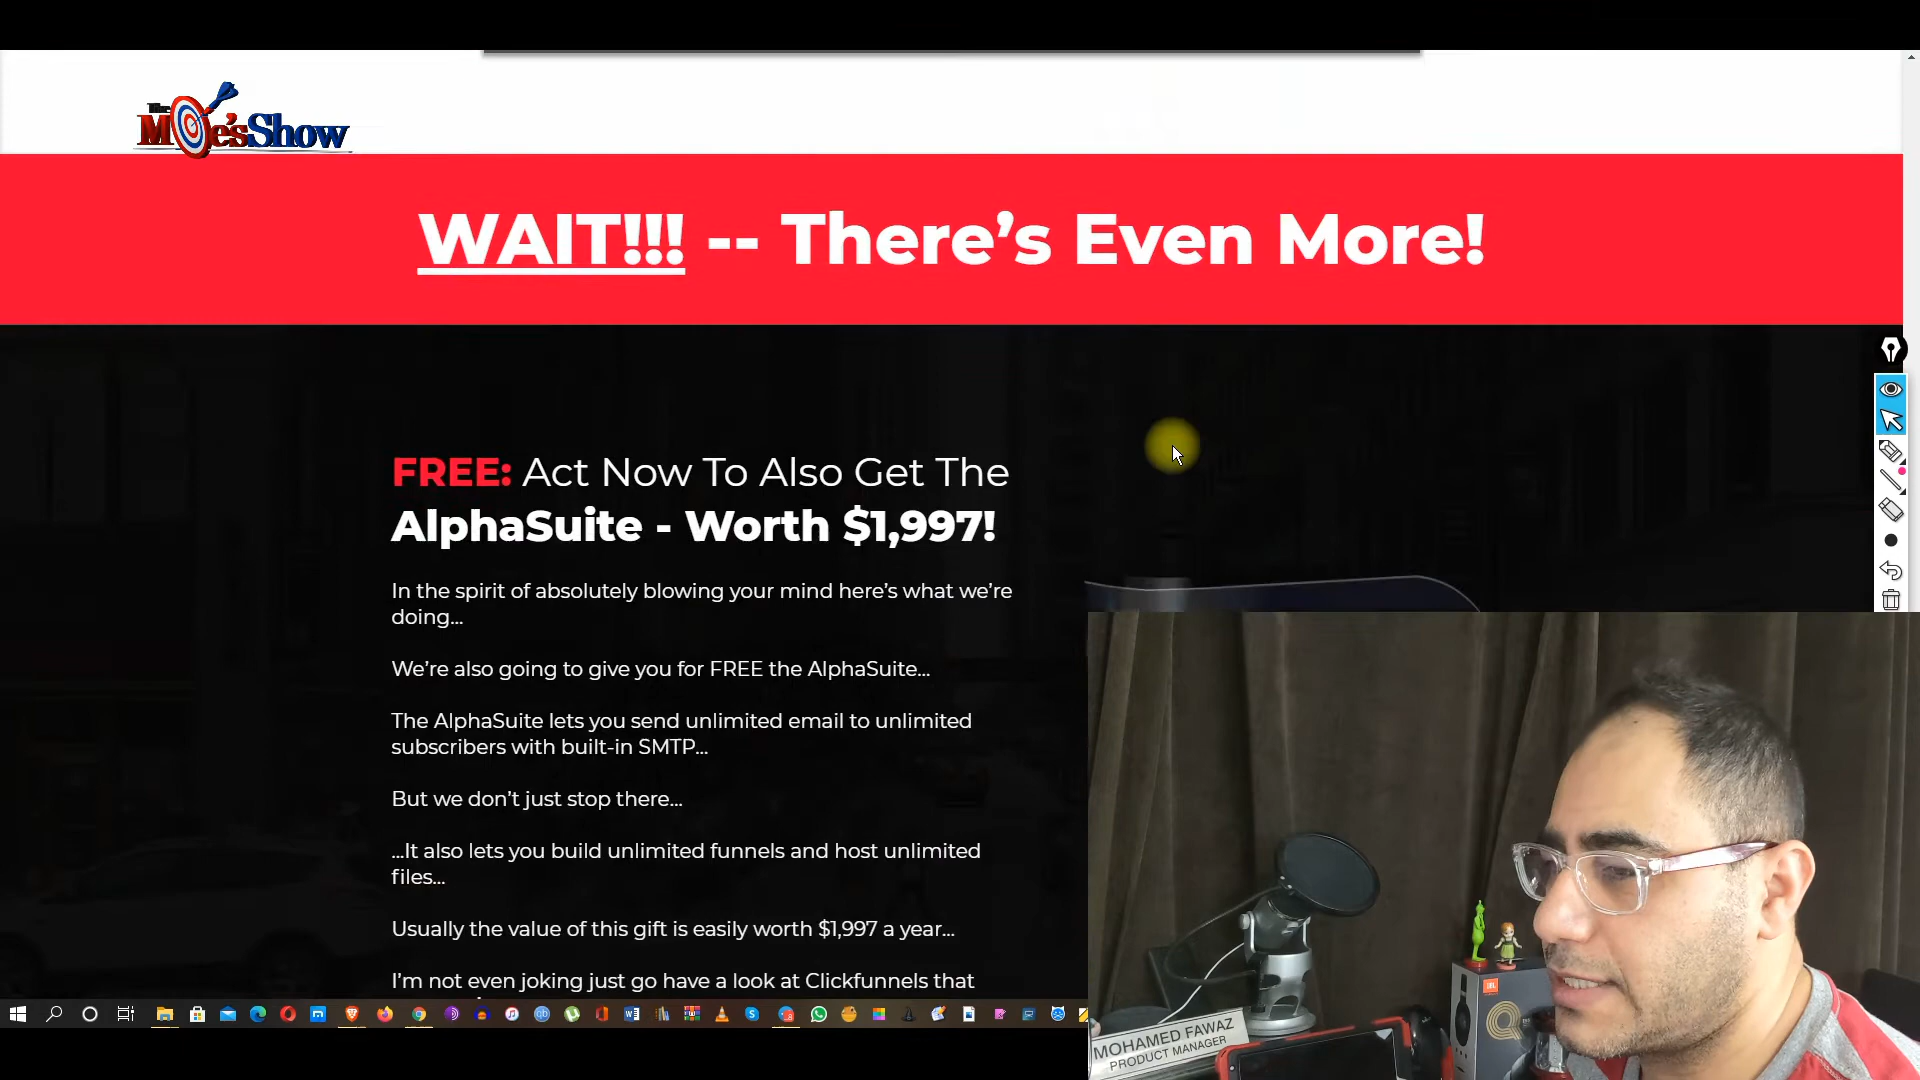 The
Moe'sShow
WAIT!!! -- There's Even More!
FREE: Act Now To Also Get The
AlphaSuite - Worth $1,997!
In the spirit of absolutely blowing your mind here's what we're
doing...
We're also going to give you for FREE the AlphaSuite...
The AlphaSuite lets you send unlimited email to unlimited
subscribers with built-in SMTP...
But we don't just stop there...
...It also lets you build unlimited funnels and host unlimited
files...
Usually the value of this gift is easily worth $1,997 a year...
I'm not even joking just go have a look at Clickfunnels that
JBL
MOHAMED FAWAZ
PRODUCT MANAGER